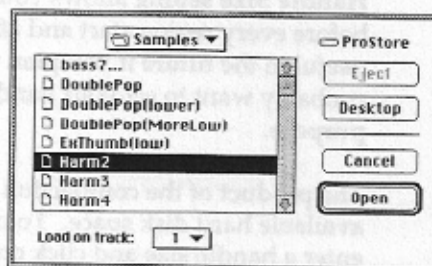 Samples
ProStore
bass7...
DoublePop
DoublePop(lower)
DoublePop(MoreLow)
ExThumb(low)
Harm2
Harm3
Harm4
Eject
Desktop
Cancel
Open
Load on track: 1